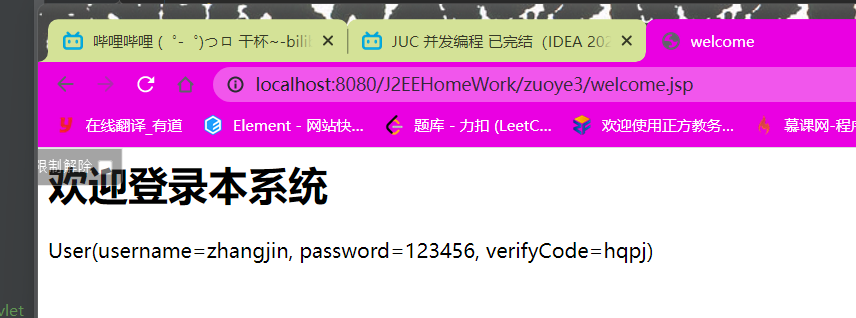 哔哩哔哩 (゜-゜)つロ 干杯~-bilib
JUC 并发编程 已完结（IDEA 202
welcome
localhost:8080/J2EEHomeWork/zuoye3/welcome.jsp
在线翻译_有道
Element - 网站快...
题库 - 力扣 (LeetC...
欢迎使用正方教务...
慕课网-程序
限制解除
欢迎登录本系统
User(username=zhangjin, password=123456, verifyCode=hqpj)
vlet